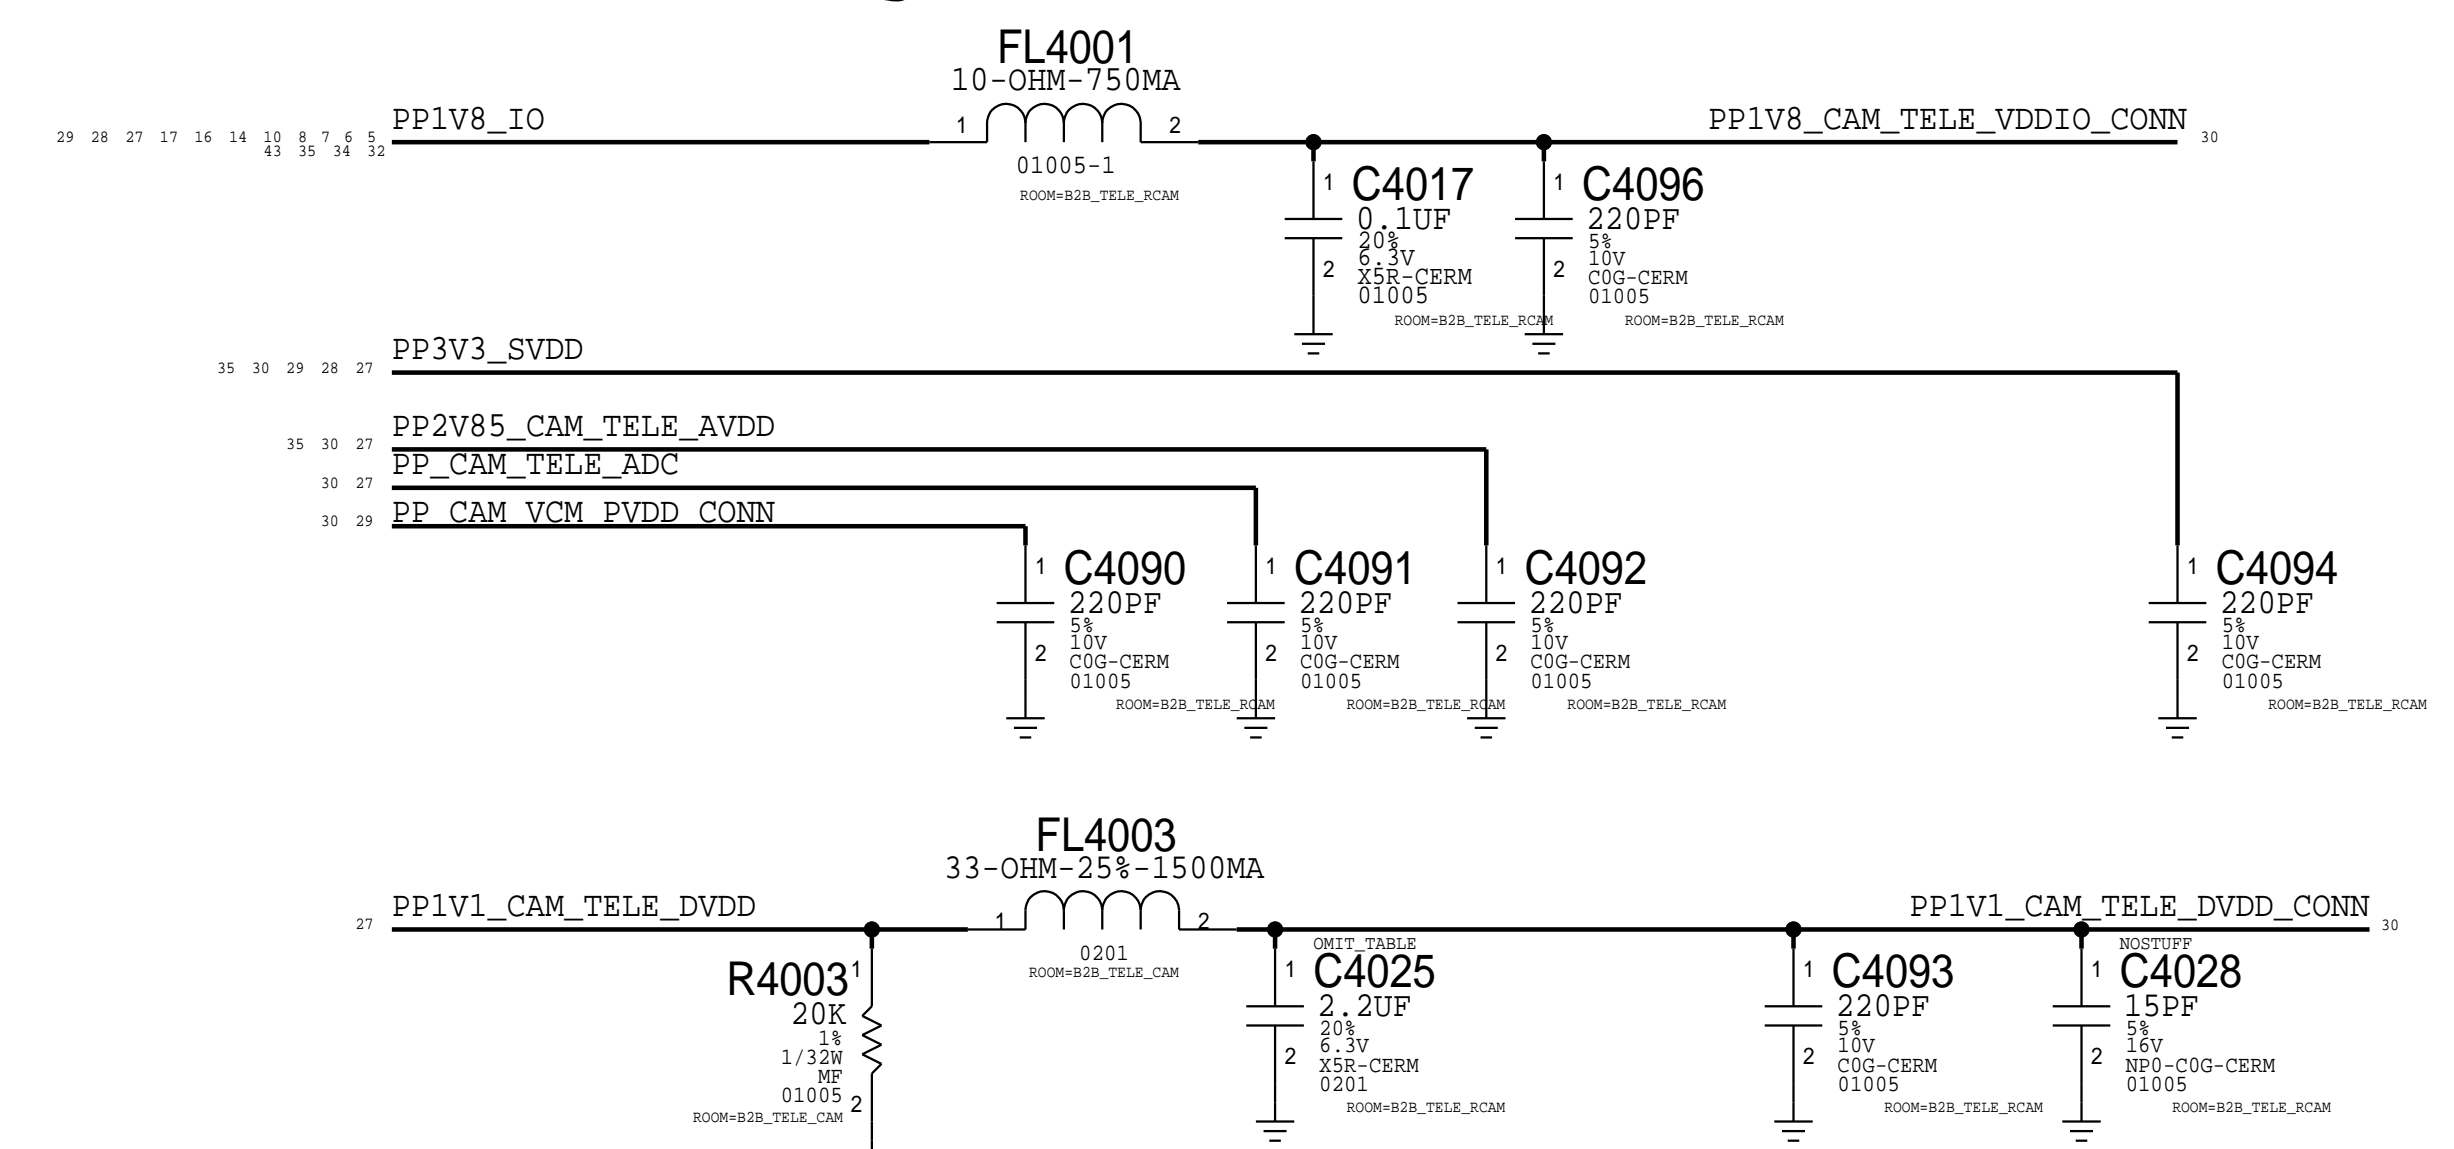 FL4001
10-OHM-750MA
PP1V8_IO
1
2
PP1V8_CAM_TELE_VDDIO_CONN
30
29 28 27 17 16 14 10 8 7 6 5
43 35 34 32
01005-1
ROOM=B2B_TELE_RCAM
1
C4017
0.1UF
20%
6.3V
X5R-CERM
01005
2
ROOM=B2B_TELE_RCAM
1
C4096
220PF
5%
10V
C0G-CERM
01005
2
ROOM=B2B_TELE_RCAM
PP3V3_SVDD
35 30 29 28 27
PP2V85_CAM_TELE_AVDD
35 30 27
PP_CAM_TELE_ADC
30 27
PP_CAM_VCM_PVDD_CONN
30 29
1
C4090
220PF
5%
10V
C0G-CERM
01005
2
ROOM=B2B_TELE_RCAM
1
C4091
220PF
5%
10V
C0G-CERM
01005
2
ROOM=B2B_TELE_RCAM
1
C4092
220PF
5%
10V
C0G-CERM
01005
2
ROOM=B2B_TELE_RCAM
1
C4094
220PF
5%
10V
C0G-CERM
01005
2
ROOM=B2B_TELE_RCAM
FL4003
33-OHM-25%-1500MA
PP1V1_CAM_TELE_DVDD
27
1
2
0201
ROOM=B2B_TELE_CAM
PP1V1_CAM_TELE_DVDD_CONN
30
R4003
1
20K
1%
1/32W
MF
01005
2
ROOM=B2B_TELE_CAM
OMIT_TABLE
1
C4025
2.2UF
20%
6.3V
X5R-CERM
0201
2
ROOM=B2B_TELE_RCAM
1
C4093
220PF
5%
10V
C0G-CERM
01005
2
ROOM=B2B_TELE_RCAM
NOSTUFF
1
C4028
15PF
5%
16V
NP0-C0G-CERM
01005
2
ROOM=B2B_TELE_RCAM